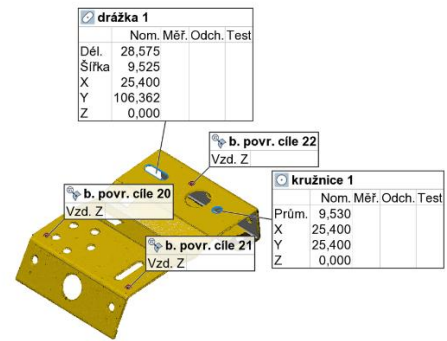 drážka 1
Nom. Měř. Odch. Test
Dél. 28,575
Šířka 9,525
X 25,400
Y 106,362
Z 0,000
b. povr. cíle 22
Vzd. Z
b. povr. cíle 20
Vzd. Z
b. povr. cíle 21
Vzd. Z
kružnice 1
Nom. Měř. Odch. Test
Prům. 9,530
X 25,400
Y 25,400
Z 0,000